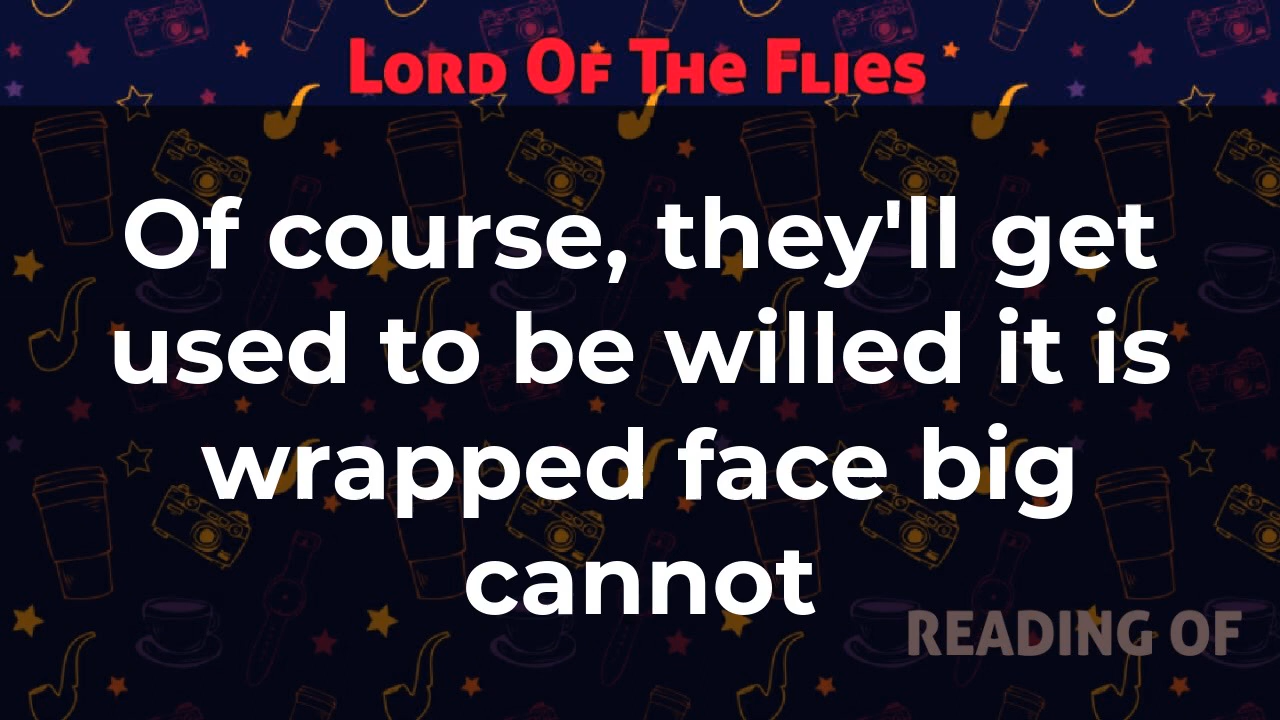 Lord Of The Flies
Of course, they'll get
used to be willed it is
wrapped face big
cannot
READING OF